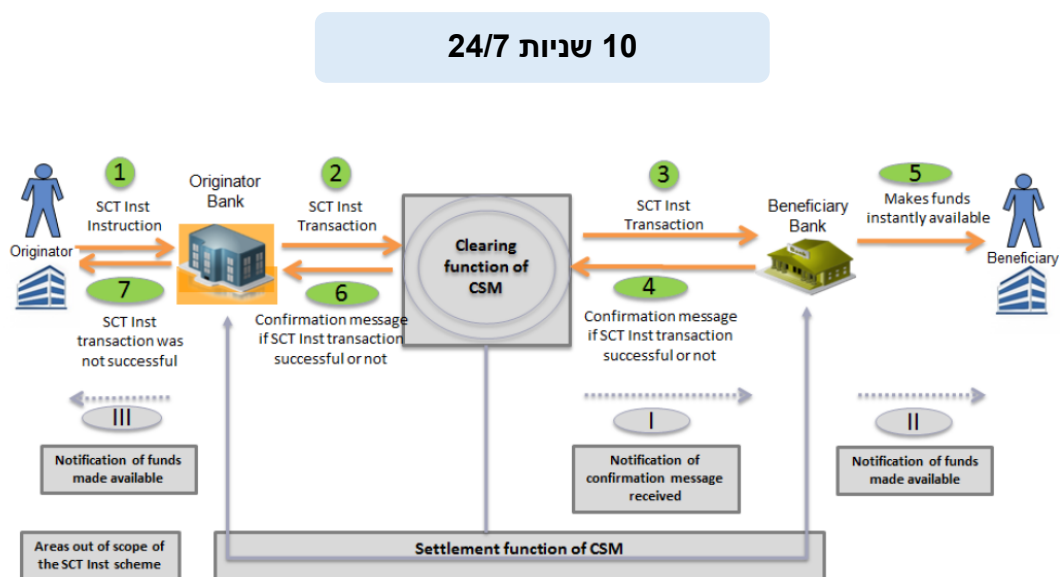 10 שניות 24/7
1
SCT Inst
Instruction
Originator
Bank
2
SCT Inst
Transaction
3
SCT Inst
Transaction
Beneficiary
Bank
5
Makes funds
instantly available
Originator
Clearing
function of
CSM
Beneficiary
7
SCT Inst
transaction was
not successful
6
Confirmation message
if SCT Inst transaction
successful or not
4
Confirmation message
if SCT Inst transaction
successful or not
III
Notification of funds
made available
I
Notification of
confirmation message
received
II
Notification of funds
made available
Areas out of scope of
the SCT Inst scheme
Settlement function of CSM